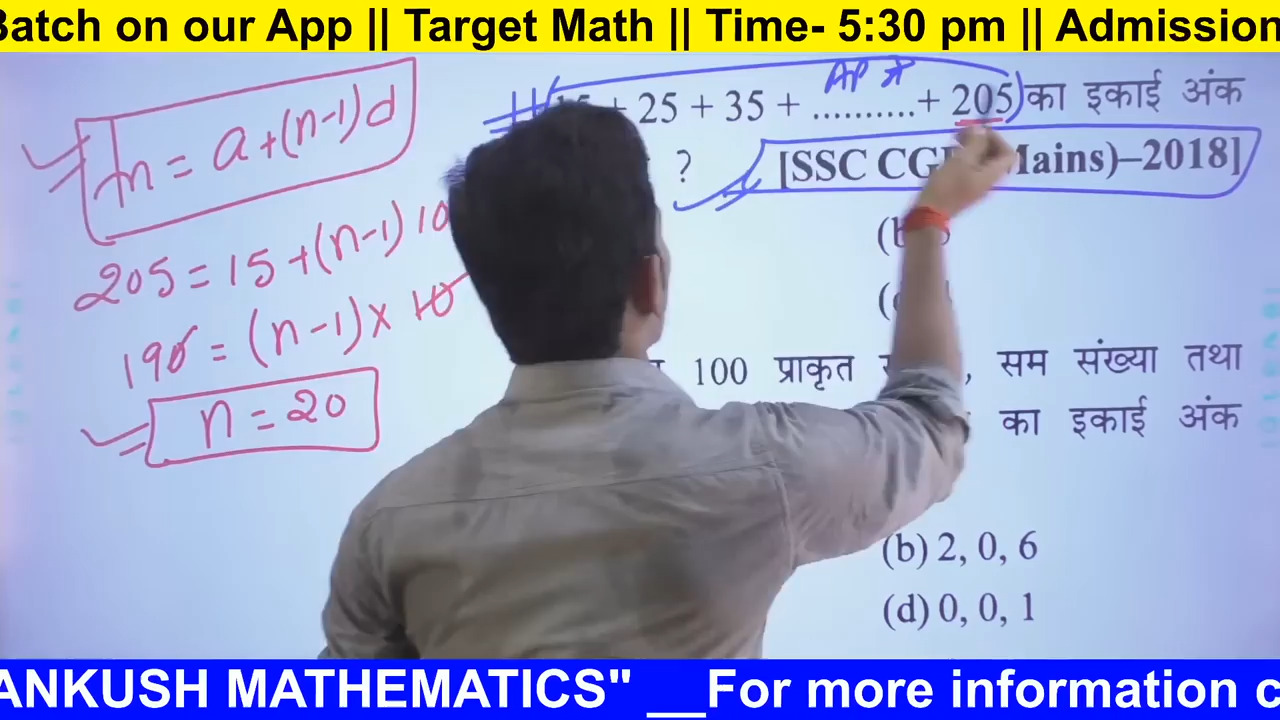 Batch on our App || Target Math || Time- 5:30 pm || Admission
Tn = a+(n-1)d
205 = 15 +(n-1) 10
190 = (n-1)× 10
n = 20
AP
+ 25 + 35 + ..........+ 205) का इकाई अंक
? [SSC CGL (Mains)–2018]
100 प्राकृत सम संख्या तथा
का इकाई अंक
(b) 2, 0, 6
(d) 0, 0, 1
ANKUSH MATHEMATICS" __For more information c